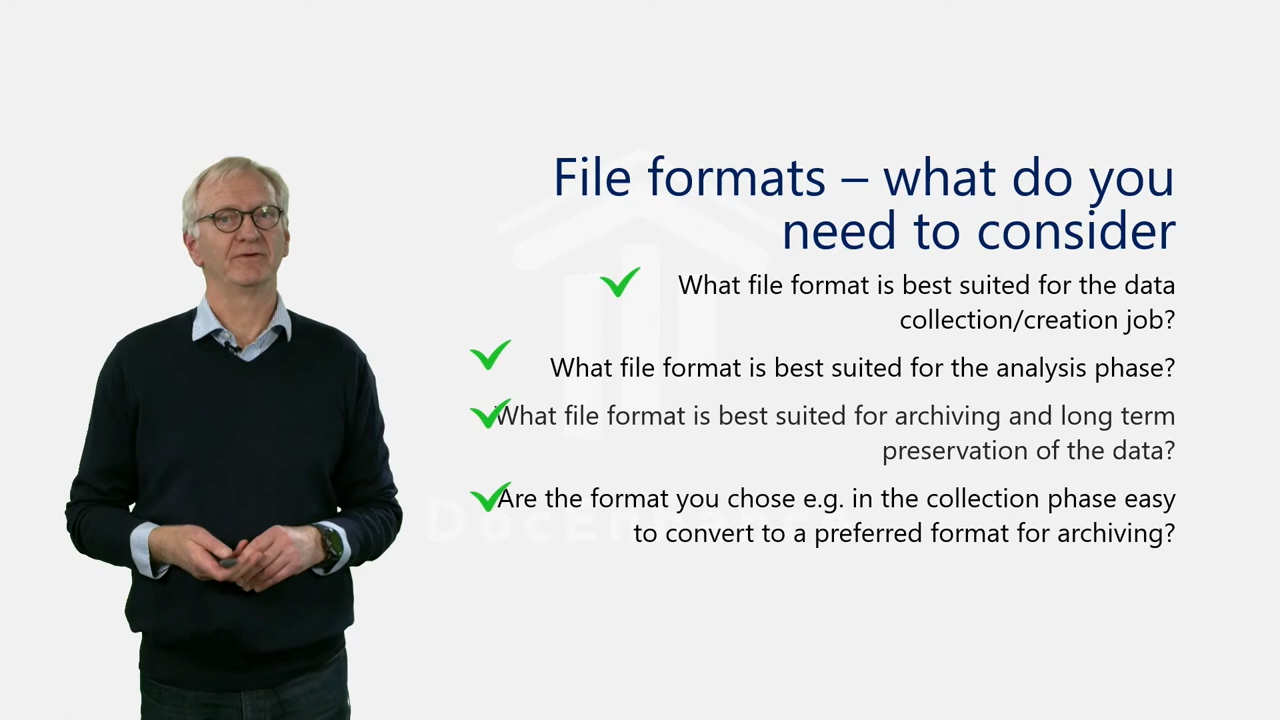 File formats – what do you
need to consider
What file format is best suited for the data
collection/creation job?
What file format is best suited for the analysis phase?
What file format is best suited for archiving and long term
preservation of the data?
Are the format you chose e.g. in the collection phase easy
to convert to a preferred format for archiving?